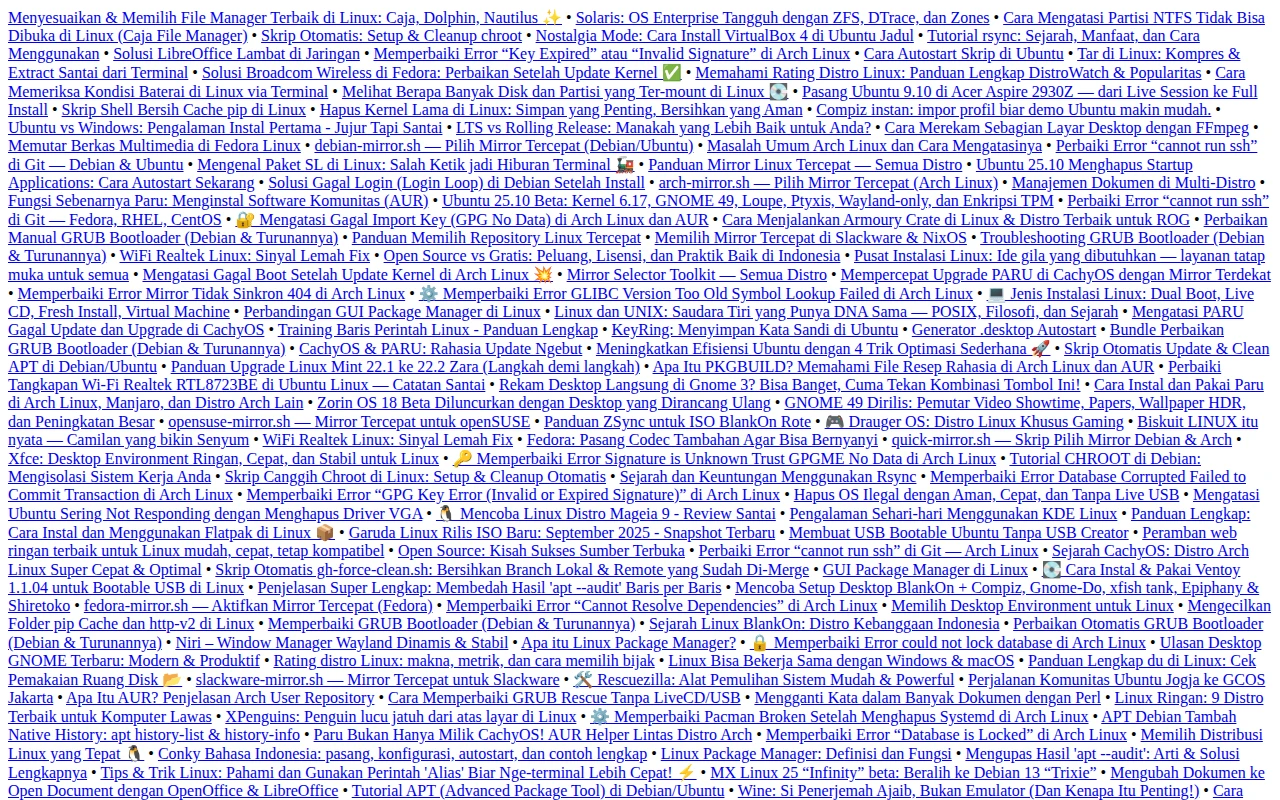 Menyesuaikan & Memilih File Manager Terbaik di Linux: Caja, Dolphin, Nautilus ✨ • Solaris: OS Enterprise Tangguh dengan ZFS, DTrace, dan Zones • Cara Mengatasi Partisi NTFS Tidak Bisa
Dibuka di Linux (Caja File Manager) • Skrip Otomatis: Setup & Cleanup chroot • Nostalgia Mode: Cara Install VirtualBox 4 di Ubuntu Jadul • Tutorial rsync: Sejarah, Manfaat, dan Cara
Menggunakan • Solusi LibreOffice Lambat di Jaringan • Memperbaiki Error “Key Expired” atau “Invalid Signature” di Arch Linux • Cara Autostart Skrip di Ubuntu • Tar di Linux: Kompres &
Extract Santai dari Terminal • Solusi Broadcom Wireless di Fedora: Perbaikan Setelah Update Kernel ✅ • Memahami Rating Distro Linux: Panduan Lengkap DistroWatch & Popularitas • Cara
Memeriksa Kondisi Baterai di Linux via Terminal • Melihat Berapa Banyak Disk dan Partisi yang Ter-mount di Linux 💽 • Pasang Ubuntu 9.10 di Acer Aspire 2930Z — dari Live Session ke Full
Install • Skrip Shell Bersih Cache pip di Linux • Hapus Kernel Lama di Linux: Simpan yang Penting, Bersihkan yang Aman • Compiz instan: impor profil biar demo Ubuntu makin mudah. •
Ubuntu vs Windows: Pengalaman Instal Pertama - Jujur Tapi Santai • LTS vs Rolling Release: Manakah yang Lebih Baik untuk Anda? • Cara Merekam Sebagian Layar Desktop dengan FFmpeg •
Memutar Berkas Multimedia di Fedora Linux • debian-mirror.sh — Pilih Mirror Tercepat (Debian/Ubuntu) • Masalah Umum Arch Linux dan Cara Mengatasinya • Perbaiki Error “cannot run ssh”
di Git — Debian & Ubuntu • Mengenal Paket SL di Linux: Salah Ketik jadi Hiburan Terminal 🚂 • Panduan Mirror Linux Tercepat — Semua Distro • Ubuntu 25.10 Menghapus Startup
Applications: Cara Autostart Sekarang • Solusi Gagal Login (Login Loop) di Debian Setelah Install • arch-mirror.sh — Pilih Mirror Tercepat (Arch Linux) • Manajemen Dokumen di Multi-Distro •
Fungsi Sebenarnya Paru: Menginstal Software Komunitas (AUR) • Ubuntu 25.10 Beta: Kernel 6.17, GNOME 49, Loupe, Ptyxis, Wayland-only, dan Enkripsi TPM • Perbaiki Error “cannot run ssh”
di Git — Fedora, RHEL, CentOS • 🔐 Mengatasi Gagal Import Key (GPG No Data) di Arch Linux dan AUR • Cara Menjalankan Armoury Crate di Linux & Distro Terbaik untuk ROG • Perbaikan
Manual GRUB Bootloader (Debian & Turunannya) • Panduan Memilih Repository Linux Tercepat • Memilih Mirror Tercepat di Slackware & NixOS • Troubleshooting GRUB Bootloader (Debian
& Turunannya) • WiFi Realtek Linux: Sinyal Lemah Fix • Open Source vs Gratis: Peluang, Lisensi, dan Praktik Baik di Indonesia • Pusat Instalasi Linux: Ide gila yang dibutuhkan — layanan tatap
muka untuk semua • Mengatasi Gagal Boot Setelah Update Kernel di Arch Linux 💥 • Mirror Selector Toolkit — Semua Distro • Mempercepat Upgrade PARU di CachyOS dengan Mirror Terdekat
• Memperbaiki Error Mirror Tidak Sinkron 404 di Arch Linux • ⚙️ Memperbaiki Error GLIBC Version Too Old Symbol Lookup Failed di Arch Linux • 💻 Jenis Instalasi Linux: Dual Boot, Live
CD, Fresh Install, Virtual Machine • Perbandingan GUI Package Manager di Linux • Linux dan UNIX: Saudara Tiri yang Punya DNA Sama — POSIX, Filosofi, dan Sejarah • Mengatasi PARU
Gagal Update dan Upgrade di CachyOS • Training Baris Perintah Linux - Panduan Lengkap • KeyRing: Menyimpan Kata Sandi di Ubuntu • Generator .desktop Autostart • Bundle Perbaikan
GRUB Bootloader (Debian & Turunannya) • CachyOS & PARU: Rahasia Update Ngebut • Meningkatkan Efisiensi Ubuntu dengan 4 Trik Optimasi Sederhana 🚀 • Skrip Otomatis Update & Clean
APT di Debian/Ubuntu • Panduan Upgrade Linux Mint 22.1 ke 22.2 Zara (Langkah demi langkah) • Apa Itu PKGBUILD? Memahami File Resep Rahasia di Arch Linux dan AUR • Perbaiki
Tangkapan Wi-Fi Realtek RTL8723BE di Ubuntu Linux — Catatan Santai • Rekam Desktop Langsung di Gnome 3? Bisa Banget, Cuma Tekan Kombinasi Tombol Ini! • Cara Instal dan Pakai Paru
di Arch Linux, Manjaro, dan Distro Arch Lain • Zorin OS 18 Beta Diluncurkan dengan Desktop yang Dirancang Ulang • GNOME 49 Dirilis: Pemutar Video Showtime, Papers, Wallpaper HDR,
dan Peningkatan Besar • opensuse-mirror.sh — Mirror Tercepat untuk openSUSE • Panduan ZSync untuk ISO BlankOn Rote • 🎮 Drauger OS: Distro Linux Khusus Gaming • Biskuit LINUX itu
nyata — Camilan yang bikin Senyum • WiFi Realtek Linux: Sinyal Lemah Fix • Fedora: Pasang Codec Tambahan Agar Bisa Bernyanyi • quick-mirror.sh — Skrip Pilih Mirror Debian & Arch •
Xfce: Desktop Environment Ringan, Cepat, dan Stabil untuk Linux • 🔑 Memperbaiki Error Signature is Unknown Trust GPGME No Data di Arch Linux • Tutorial CHROOT di Debian:
Mengisolasi Sistem Kerja Anda • Skrip Canggih Chroot di Linux: Setup & Cleanup Otomatis • Sejarah dan Keuntungan Menggunakan Rsync • Memperbaiki Error Database Corrupted Failed to
Commit Transaction di Arch Linux • Memperbaiki Error “GPG Key Error (Invalid or Expired Signature)” di Arch Linux • Hapus OS Ilegal dengan Aman, Cepat, dan Tanpa Live USB • Mengatasi
Ubuntu Sering Not Responding dengan Menghapus Driver VGA • 🐧 Mencoba Linux Distro Mageia 9 - Review Santai • Pengalaman Sehari-hari Menggunakan KDE Linux • Panduan Lengkap:
Cara Instal dan Menggunakan Flatpak di Linux 📦 • Garuda Linux Rilis ISO Baru: September 2025 - Snapshot Terbaru • Membuat USB Bootable Ubuntu Tanpa USB Creator • Peramban web
ringan terbaik untuk Linux mudah, cepat, tetap kompatibel • Open Source: Kisah Sukses Sumber Terbuka • Perbaiki Error “cannot run ssh” di Git — Arch Linux • Sejarah CachyOS: Distro Arch
Linux Super Cepat & Optimal • Skrip Otomatis gh-force-clean.sh: Bersihkan Branch Lokal & Remote yang Sudah Di-Merge • GUI Package Manager di Linux • 💽 Cara Instal & Pakai Ventoy
1.1.04 untuk Bootable USB di Linux • Penjelasan Super Lengkap: Membedah Hasil 'apt --audit' Baris per Baris • Mencoba Setup Desktop BlankOn + Compiz, Gnome-Do, xfish tank, Epiphany &
Shiretoko • fedora-mirror.sh — Aktifkan Mirror Tercepat (Fedora) • Memperbaiki Error “Cannot Resolve Dependencies” di Arch Linux • Memilih Desktop Environment untuk Linux • Mengecilkan
Folder pip Cache dan http-v2 di Linux • Memperbaiki GRUB Bootloader (Debian & Turunannya) • Sejarah Linux BlankOn: Distro Kebanggaan Indonesia • Perbaikan Otomatis GRUB Bootloader
(Debian & Turunannya) • Niri – Window Manager Wayland Dinamis & Stabil • Apa itu Linux Package Manager? • 🔒 Memperbaiki Error could not lock database di Arch Linux • Ulasan Desktop
GNOME Terbaru: Modern & Produktif • Rating distro Linux: makna, metrik, dan cara memilih bijak • Linux Bisa Bekerja Sama dengan Windows & macOS • Panduan Lengkap du di Linux: Cek
Pemakaian Ruang Disk 📂 • slackware-mirror.sh — Mirror Tercepat untuk Slackware • 🛠️ Rescuezilla: Alat Pemulihan Sistem Mudah & Powerful • Perjalanan Komunitas Ubuntu Jogja ke GCOS
Jakarta • Apa Itu AUR? Penjelasan Arch User Repository • Cara Memperbaiki GRUB Rescue Tanpa LiveCD/USB • Mengganti Kata dalam Banyak Dokumen dengan Perl • Linux Ringan: 9 Distro
Terbaik untuk Komputer Lawas • XPenguins: Penguin lucu jatuh dari atas layar di Linux • ⚙️ Memperbaiki Pacman Broken Setelah Menghapus Systemd di Arch Linux • APT Debian Tambah
Native History: apt history-list & history-info • Paru Bukan Hanya Milik CachyOS! AUR Helper Lintas Distro Arch • Memperbaiki Error “Database is Locked” di Arch Linux • Memilih Distribusi
Linux yang Tepat 🐧 • Conky Bahasa Indonesia: pasang, konfigurasi, autostart, dan contoh lengkap • Linux Package Manager: Definisi dan Fungsi • Mengupas Hasil 'apt --audit': Arti & Solusi
Lengkapnya • Tips & Trik Linux: Pahami dan Gunakan Perintah 'Alias' Biar Nge-terminal Lebih Cepat! ⚡ • MX Linux 25 “Infinity” beta: Beralih ke Debian 13 “Trixie” • Mengubah Dokumen ke
Open Document dengan OpenOffice & LibreOffice • Tutorial APT (Advanced Package Tool) di Debian/Ubuntu • Wine: Si Penerjemah Ajaib, Bukan Emulator (Dan Kenapa Itu Penting!) • Cara